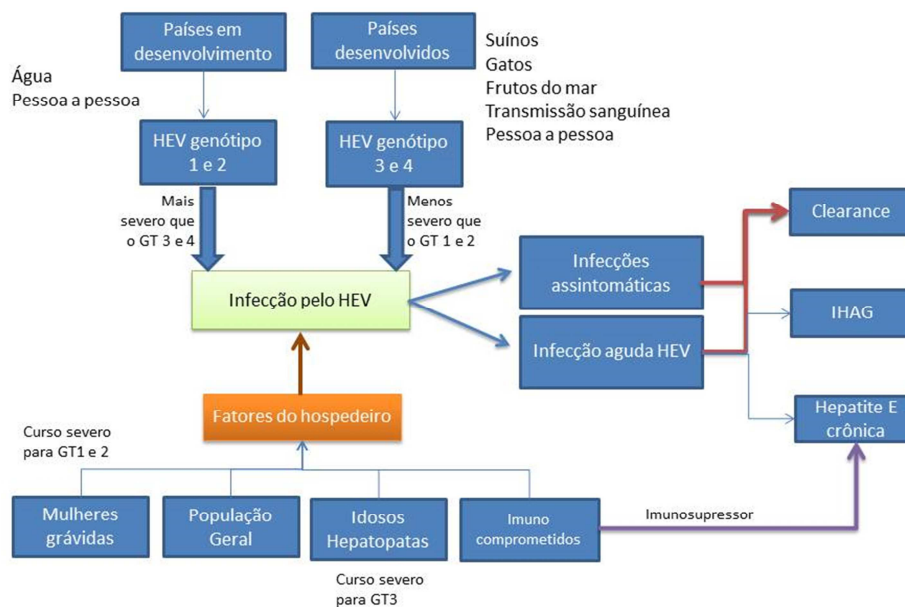 Países em
desenvolvimento
Países
desenvolvidos
Água
Pessoa a pessoa
Suínos
Gatos
Frutos do mar
Transmissão sanguínea
Pessoa a pessoa
HEV genótipo
1 e 2
HEV genótipo
3 e 4
Mais
severo que
o GT 3 e 4
Menos
severo que
o GT 1 e 2
Infecção pelo HEV
Infecções
assintomáticas
Infecção aguda HEV
Clearance
IHAG
Hepatite E
crônica
Fatores do hospedeiro
Curso severo
para GT1 e 2
Mulheres
grávidas
População
Geral
Idosos
Hepatopatas
Imuno
comprometidos
Imunosupressor
Curso severo
para GT3